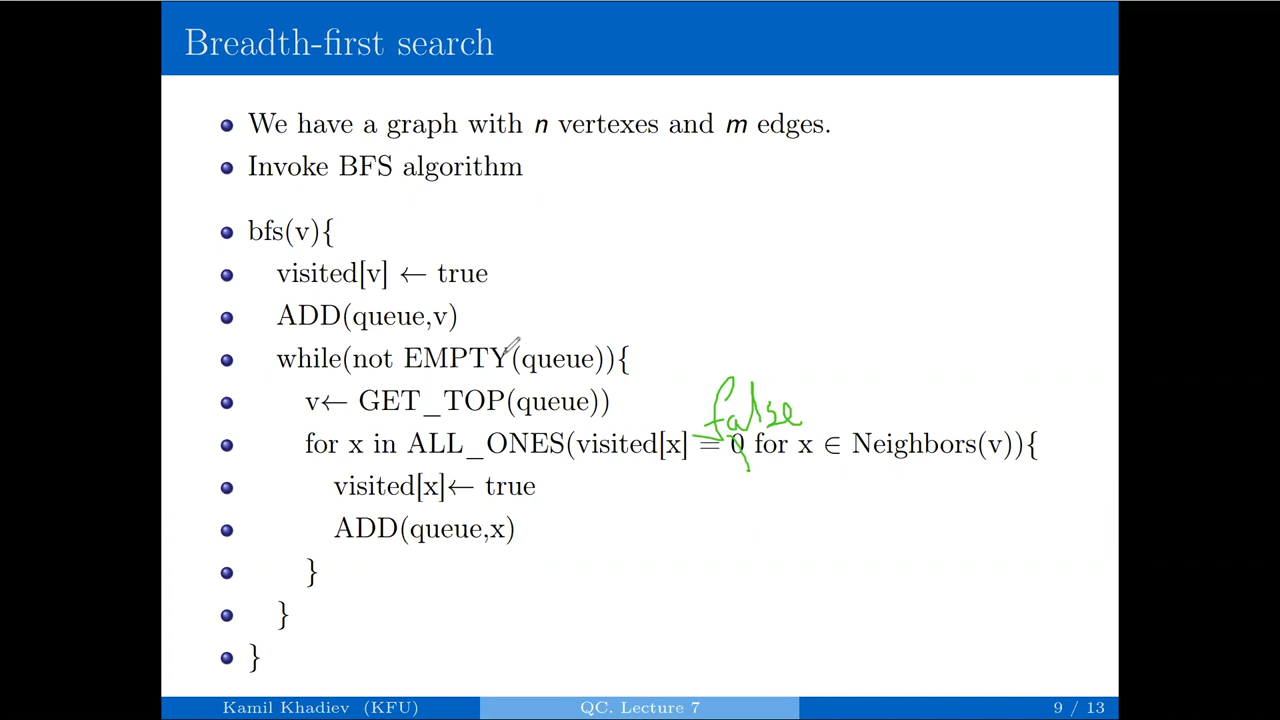 Breadth-first search
We have a graph with n vertexes and m edges.
Invoke BFS algorithm
bfs(v){
visited[v] ← true
ADD(queue,v)
while(not EMPTY(queue)){
v← GET_TOP(queue))
false
for x in ALL_ONES(visited[x] = 0 for x ∈ Neighbors(v)){
visited[x]← true
ADD(queue,x)
}
}
}
Kamil Khadiev (KFU) QC. Lecture 7 9 / 13